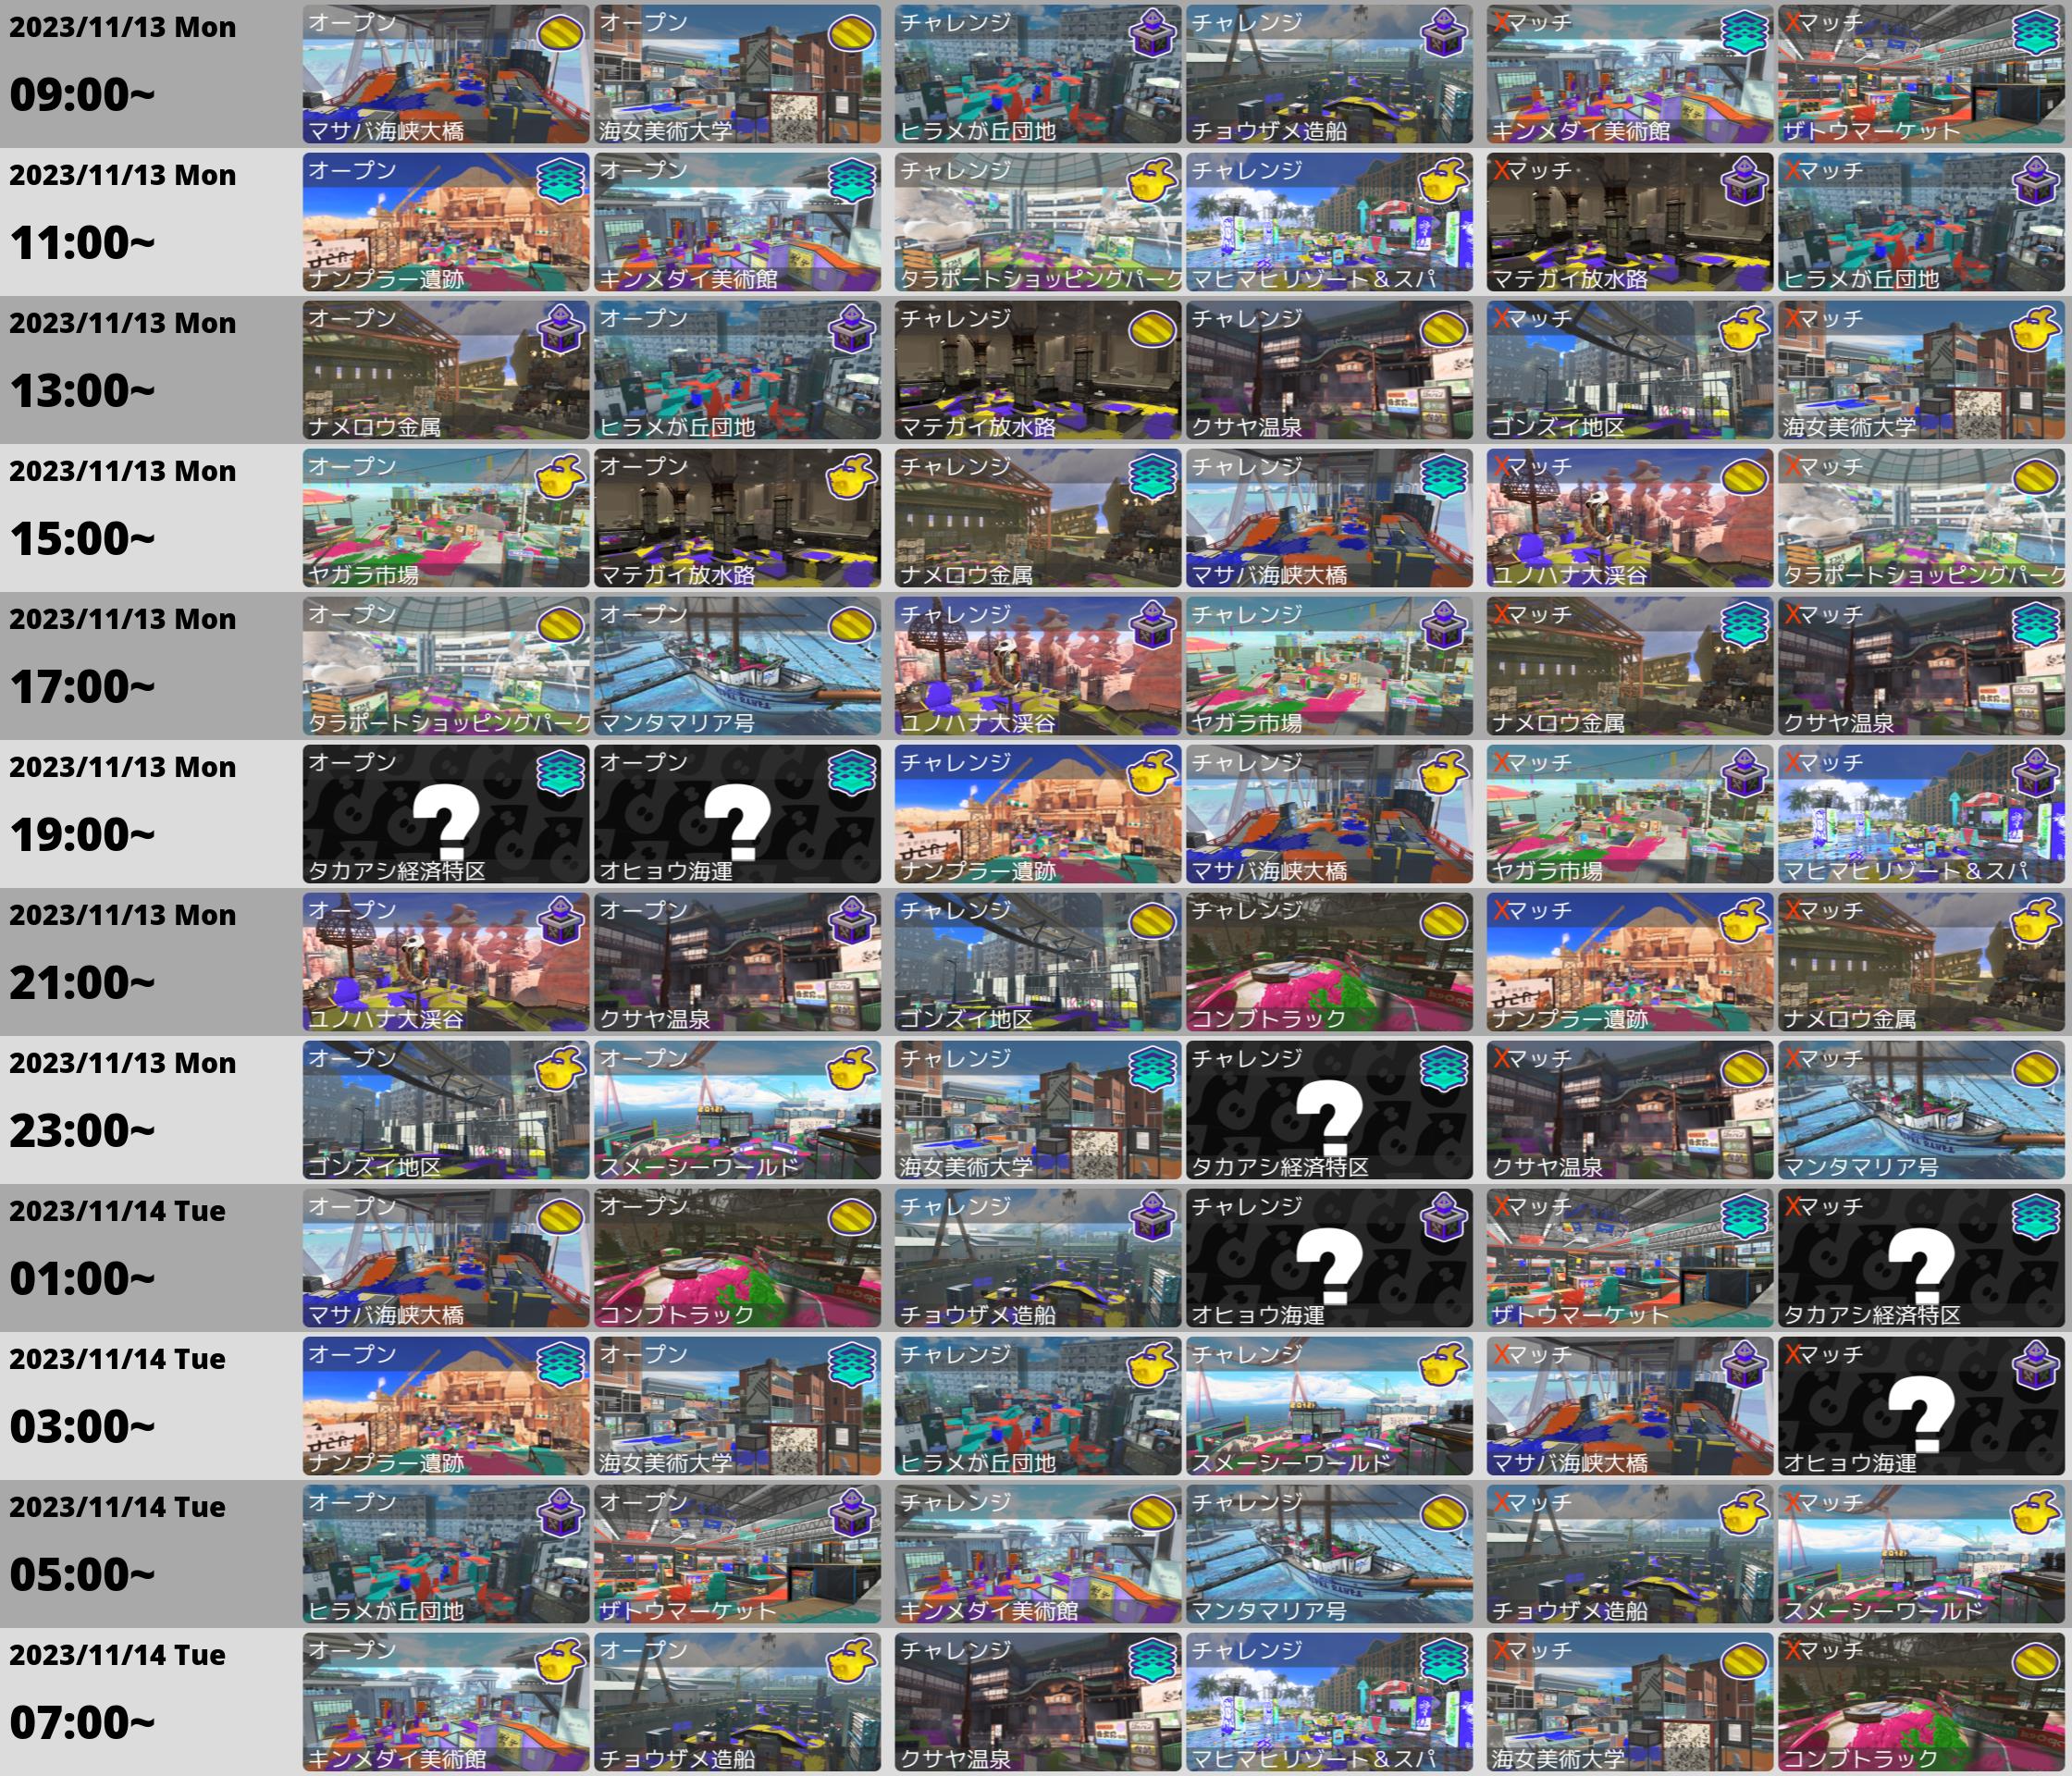 2023/11/13 Mon
09:00~
オープン
マサバ海峡大橋
オープン
海女美術大学
チャレンジ
ヒラメが丘団地
チャレンジ
チョウザメ造船
Xマッチ
キンメダイ美術館
Xマッチ
ザトウマーケット
2023/11/13 Mon
11:00~
オープン
ナンプラー遺跡
オープン
キンメダイ美術館
チャレンジ
タラポートショッピングパーク
チャレンジ
マヒマヒリゾート&スパ
Xマッチ
マテガイ放水路
Xマッチ
ヒラメが丘団地
2023/11/13 Mon
13:00~
オープン
ナメロウ金属
オープン
ヒラメが丘団地
チャレンジ
マテガイ放水路
チャレンジ
クサヤ温泉
Xマッチ
ゴンズイ地区
Xマッチ
海女美術大学
2023/11/13 Mon
15:00~
オープン
ヤガラ市場
オープン
マテガイ放水路
チャレンジ
ナメロウ金属
チャレンジ
マサバ海峡大橋
Xマッチ
ユノハナ大渓谷
Xマッチ
タラポートショッピングパーク
2023/11/13 Mon
17:00~
オープン
タラポートショッピングパーク
オープン
マンタマリア号
チャレンジ
ユノハナ大渓谷
チャレンジ
ヤガラ市場
Xマッチ
ナメロウ金属
Xマッチ
クサヤ温泉
2023/11/13 Mon
19:00~
オープン
?
タカアシ経済特区
オープン
?
オヒョウ海運
チャレンジ
ナンプラー遺跡
チャレンジ
マサバ海峡大橋
Xマッチ
ヤガラ市場
Xマッチ
マヒマヒリゾート&スパ
2023/11/13 Mon
21:00~
オープン
ユノハナ大渓谷
オープン
クサヤ温泉
チャレンジ
ゴンズイ地区
チャレンジ
コンブトラック
Xマッチ
ナンプラー遺跡
Xマッチ
ナメロウ金属
2023/11/13 Mon
23:00~
オープン
ゴンズイ地区
オープン
スメーシーワールド
チャレンジ
海女美術大学
チャレンジ
?
タカアシ経済特区
Xマッチ
クサヤ温泉
Xマッチ
マンタマリア号
2023/11/14 Tue
01:00~
オープン
マサバ海峡大橋
オープン
コンブトラック
チャレンジ
チョウザメ造船
チャレンジ
?
オヒョウ海運
Xマッチ
ザトウマーケット
Xマッチ
?
タカアシ経済特区
2023/11/14 Tue
03:00~
オープン
ナンプラー遺跡
オープン
海女美術大学
チャレンジ
ヒラメが丘団地
チャレンジ
スメーシーワールド
Xマッチ
マサバ海峡大橋
Xマッチ
?
オヒョウ海運
2023/11/14 Tue
05:00~
オープン
ヒラメが丘団地
オープン
ザトウマーケット
チャレンジ
キンメダイ美術館
チャレンジ
マンタマリア号
Xマッチ
チョウザメ造船
Xマッチ
スメーシーワールド
2023/11/14 Tue
07:00~
オープン
キンメダイ美術館
オープン
チョウザメ造船
チャレンジ
クサヤ温泉
チャレンジ
マヒマヒリゾート&スパ
Xマッチ
海女美術大学
Xマッチ
コンブトラック